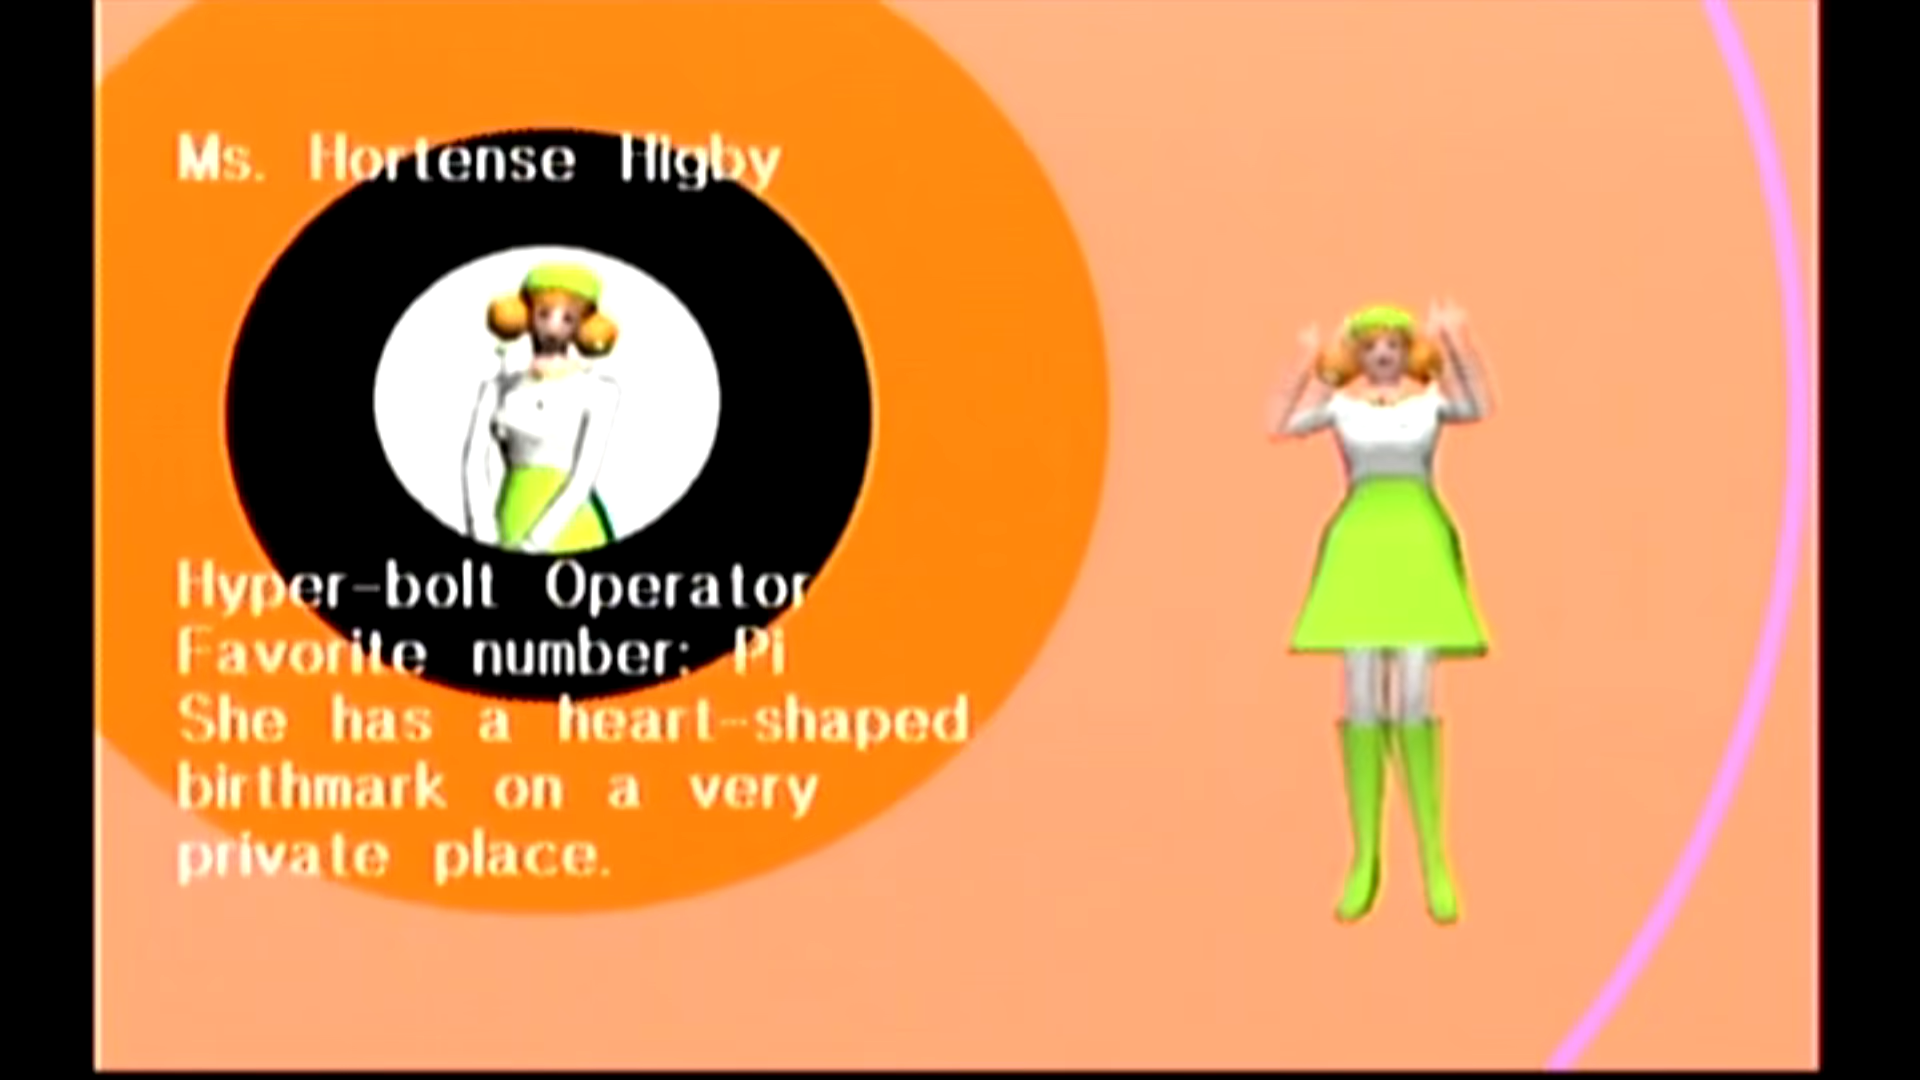 Ms. Hortense Higby
Hyper-bolt Operator
Favorite number: Pi
She has a heart-shaped
birthmark on a very
private place.